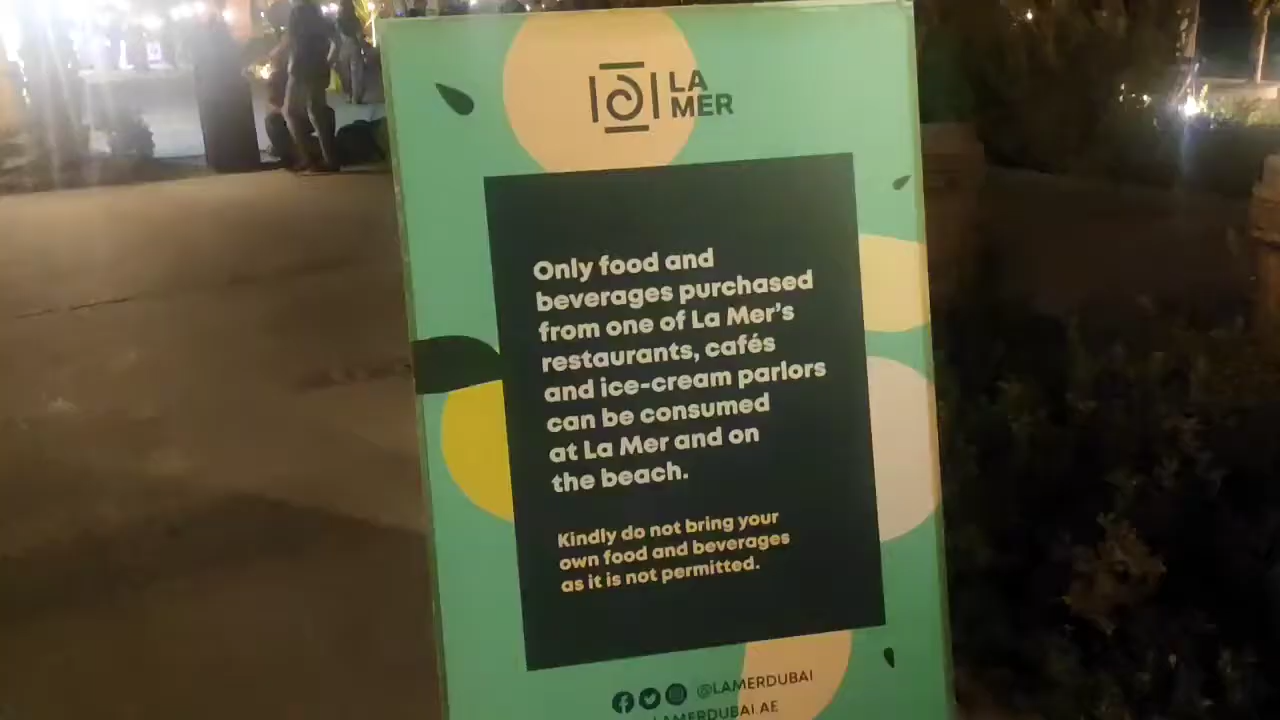 LA
MER
Only food and
beverages purchased
from one of La Mer's
restaurants, cafés
and ice-cream parlors
can be consumed
at La Mer and on
the beach.
Kindly do not bring your
own food and beverages
as it is not permitted.
@LAMERDUBAI
LAMERDUBAI.AE